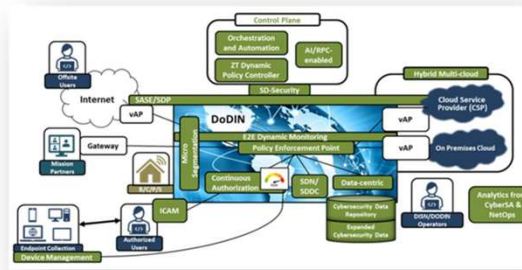 Control Plane
Orchestration
and Automation
AI/RPC-
enabled
ZT Dynamic
Policy Controller
SD-Security
Offsite
Users
Internet
SASE/SDP
vAP
DoDIN
Hybrid Multi-cloud
Cloud Service
Provider (CSP)
vAP
vAP
On Premises Cloud
E2E Dynamic Monitoring
Policy Enforcement Point
Micro
Segmentation
Gateway
Mission
Partners
B/C/P/S
Continuous
Authorization
SDN/
SDDC
Data-centric
ICAM
Cybersecurity Data
Repository
Expanded
Cybersecurity Data
DISN/DODIN
Operators
Analytics from
CyberSA &
NetOps
Endpoint Collection
Device Management
Authorized
Users